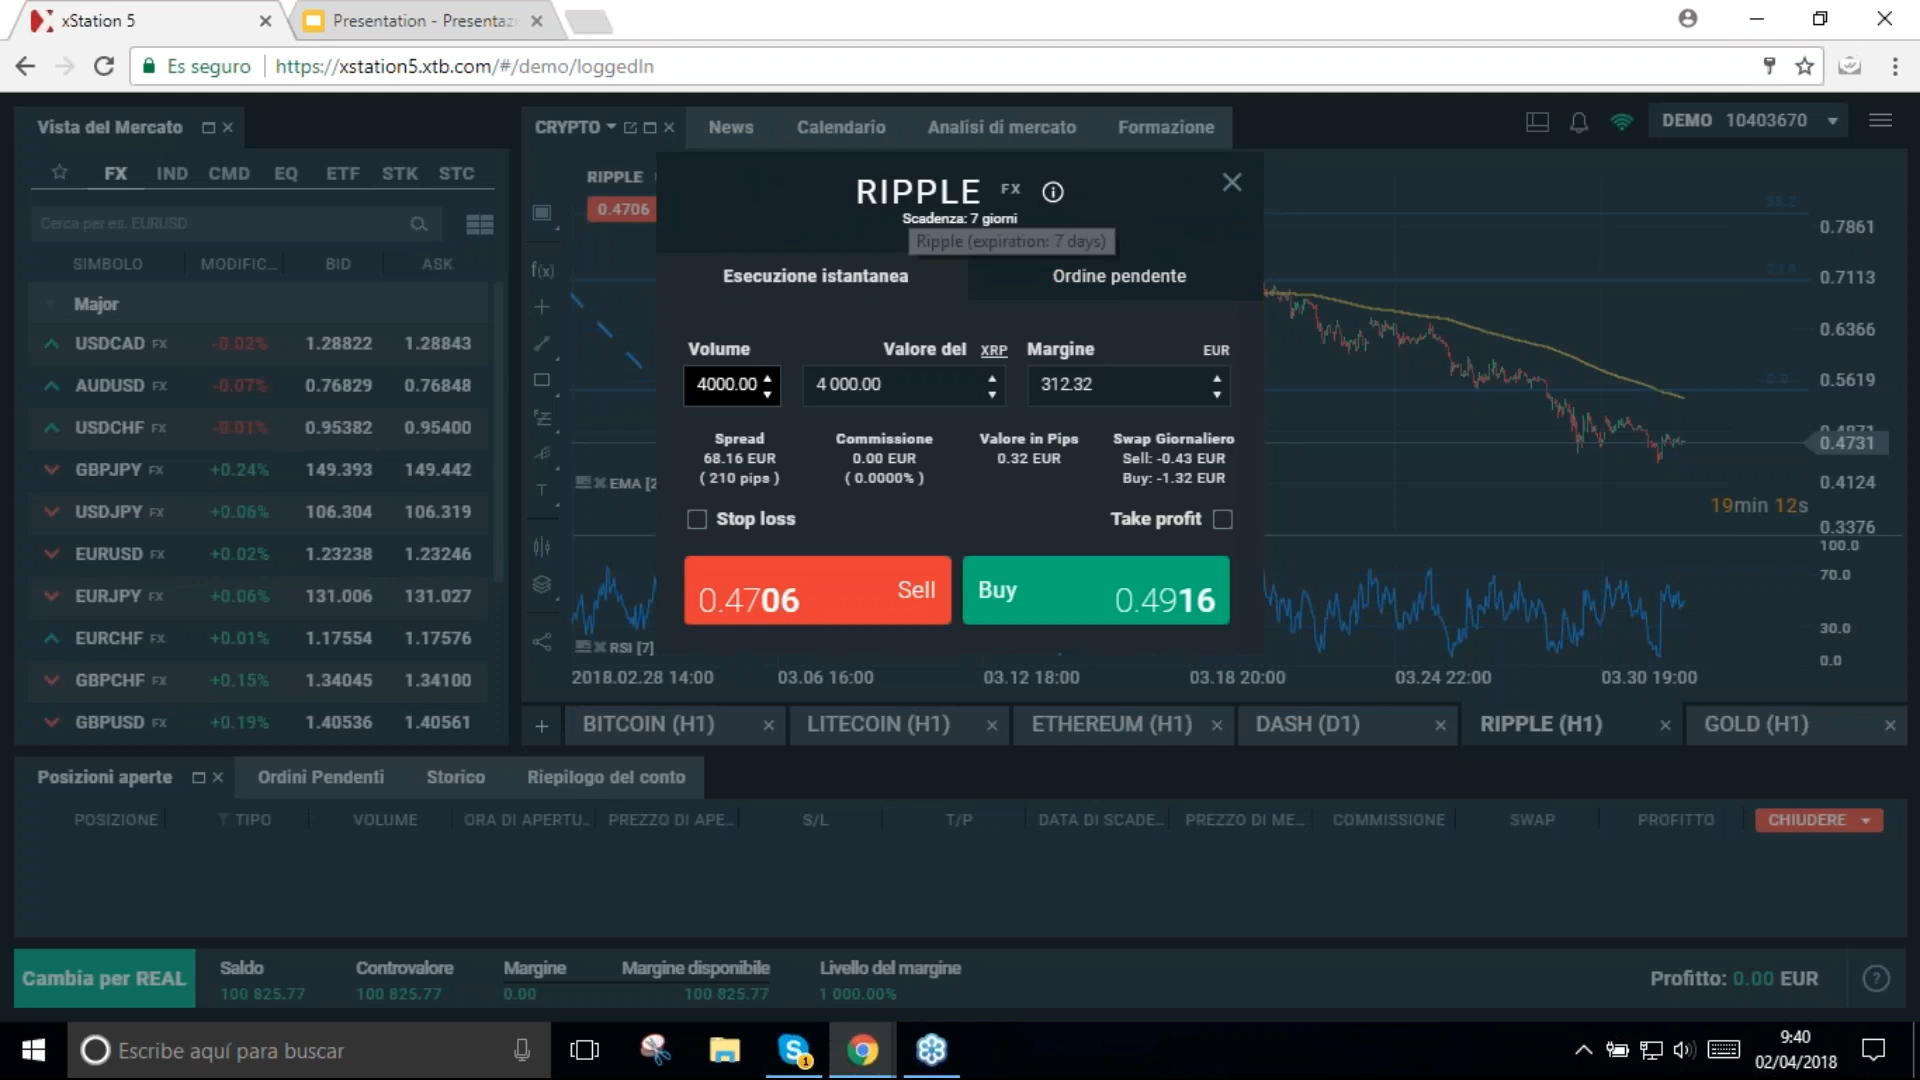 xStation 5
Presentation - Presentaz
Es seguro
https://xstation5.xtb.com/#/demo/loggedIn
Vista del Mercato
CRYPTO
News
Calendario
Analisi di mercato
Formazione
DEMO 10403670
FX IND CMD EQ ETF STK STC
Cerca per es. EURUSD
SIMBOLO MODIFIC... BID ASK
Major
USDCAD FX -0.02% 1.28822 1.28843
AUDUSD FX -0.07% 0.76829 0.76848
USDCHF FX -0.01% 0.95382 0.95400
GBPJPY FX +0.24% 149.393 149.442
USDJPY FX +0.06% 106.304 106.319
EURUSD FX +0.02% 1.23238 1.23246
EURJPY FX +0.06% 131.006 131.027
EURCHF FX +0.01% 1.17554 1.17576
GBPCHF FX +0.15% 1.34045 1.34100
GBPUSD FX +0.19% 1.40536 1.40561
RIPPLE
0.4706
f(x)
T
EMA [2
RSI [7]
RIPPLE FX
Scadenza: 7 giorni
Ripple (expiration: 7 days)
Esecuzione istantanea
Ordine pendente
Volume
Valore del XRP
Margine EUR
4000.00
4 000.00
312.32
Spread
68.16 EUR
( 210 pips )
Commissione
0.00 EUR
( 0.0000% )
Valore in Pips
0.32 EUR
Swap Giornaliero
Sell: -0.43 EUR
Buy: -1.32 EUR
Stop loss
Take profit
0.4706 Sell
Buy 0.4916
0.7861
0.7113
0.6366
0.5619
0.4731
0.4124
0.3376
19min 12s
100.0
70.0
30.0
0.0
2018.02.28 14:00 03.06 16:00 03.12 18:00 03.18 20:00 03.24 22:00 03.30 19:00
BITCOIN (H1)
LITECOIN (H1)
ETHEREUM (H1)
DASH (D1)
RIPPLE (H1)
GOLD (H1)
Posizioni aperte
Ordini Pendenti
Storico
Riepilogo del conto
POSIZIONE TIPO VOLUME ORA DI APERTU... PREZZO DI APE... S/L T/P DATA DI SCADE... PREZZO DI ME... COMMISSIONE SWAP PROFITTO CHIUDERE
Cambia per REAL
Saldo
100 825.77
Controvalore
100 825.77
Margine
0.00
Margine disponibile
100 825.77
Livello del margine
1 000.00%
Profitto: 0.00 EUR
Escribe aquí para buscar
1
9:40
02/04/2018